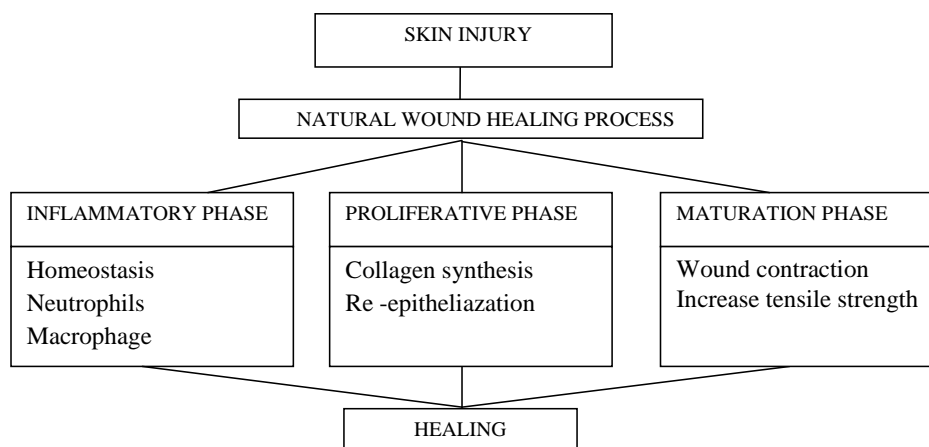 SKIN INJURY
NATURAL WOUND HEALING PROCESS
INFLAMMATORY PHASE
Homeostasis
Neutrophils
Macrophage
PROLIFERATIVE PHASE
Collagen synthesis
Re -epitheliazation
MATURATION PHASE
Wound contraction
Increase tensile strength
HEALING